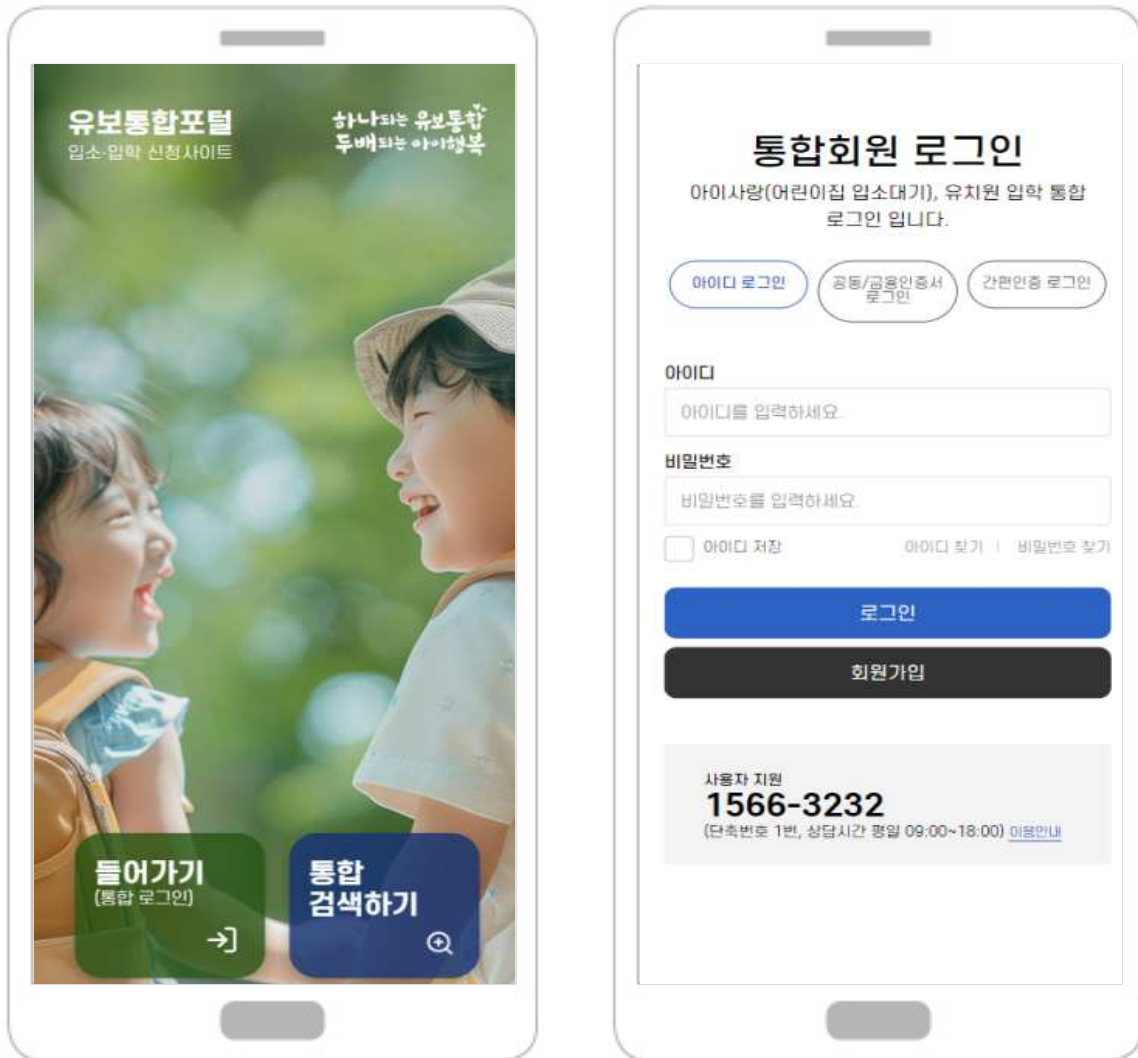 유보통합포털
입소·입학 신청사이트
하나되는 유보통합
두배되는 아이행복
들어가기
(통합 로그인)
통합
검색하기
통합회원 로그인
아이사랑(어린이집 입소대기), 유치원 입학 통합
로그인 입니다.
아이디 로그인
공동/금융인증서
로그인
간편인증 로그인
아이디
아이디를 입력하세요.
비밀번호
비밀번호를 입력하세요.
아이디 저장
아이디 찾기 | 비밀번호 찾기
로그인
회원가입
사용자 지원
1566-3232
(단축번호 1번, 상담시간 평일 09:00~18:00) 이용안내